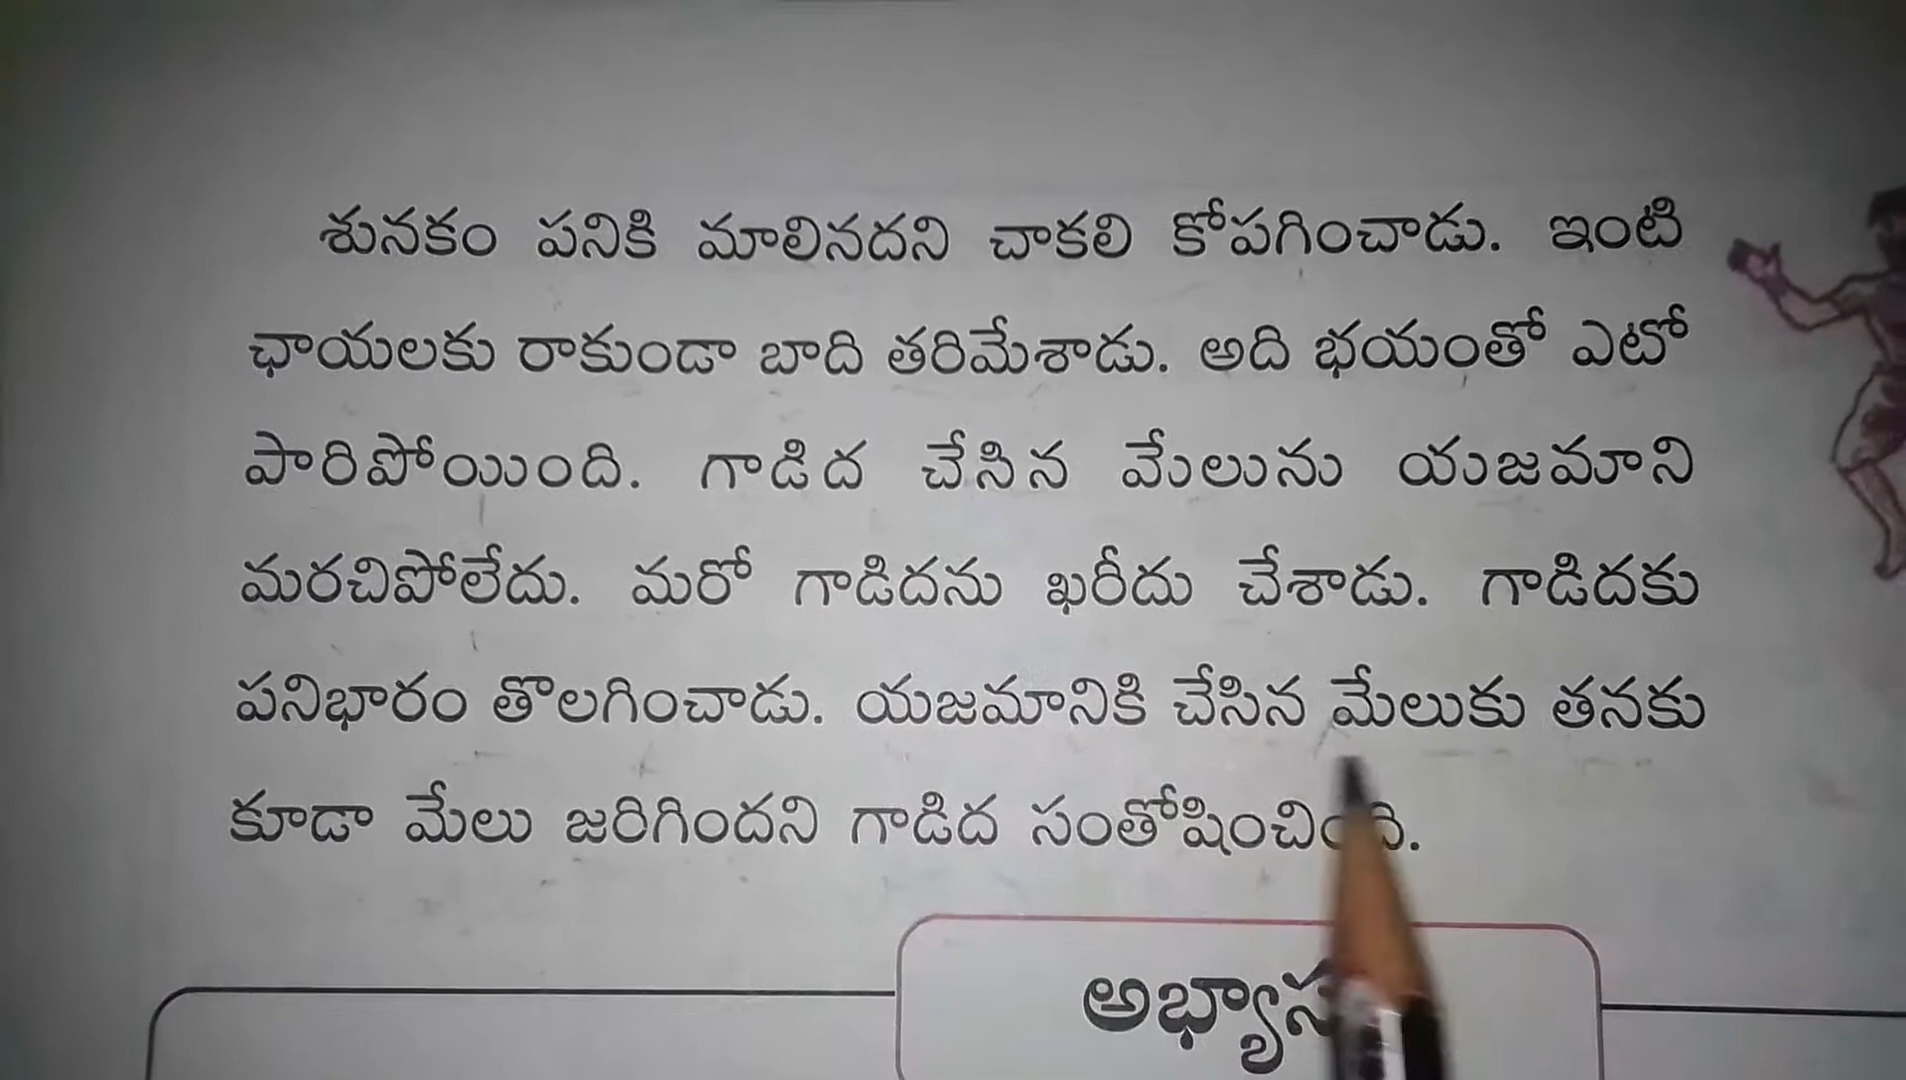 శునకం పనికి మాలినదని చాకలి కోపగించాడు. ఇంటి
ఛాయలకు రాకుండా బాది తరిమేశాడు. అది భయంతో ఎటో
పారిపోయింది. గాడిద చేసిన మేలును యజమాని
మరచిపోలేదు. మరో గాడిదను ఖరీదు చేశాడు. గాడిదకు
పనిభారం తొలగించాడు. యజమానికి చేసిన మేలుకు తనకు
కూడా మేలు జరిగిందని గాడిద సంతోషించింది.